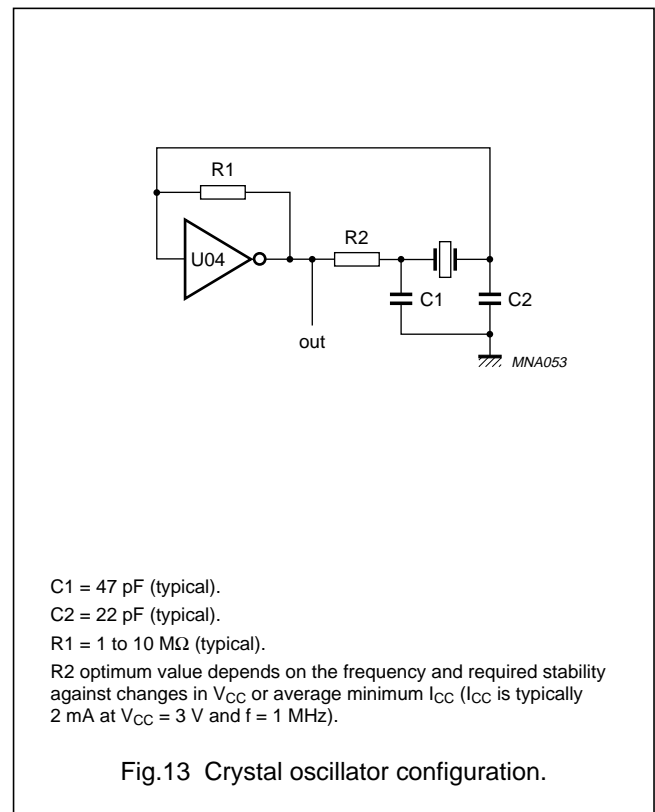 R1
U04
R2
C1
C2
out
MNA053
C1 = 47 pF (typical).
C2 = 22 pF (typical).
R1 = 1 to 10 MΩ (typical).
R2 optimum value depends on the frequency and required stability
against changes in VCC or average minimum ICC (ICC is typically
2 mA at VCC = 3 V and f = 1 MHz).
Fig.13 Crystal oscillator configuration.